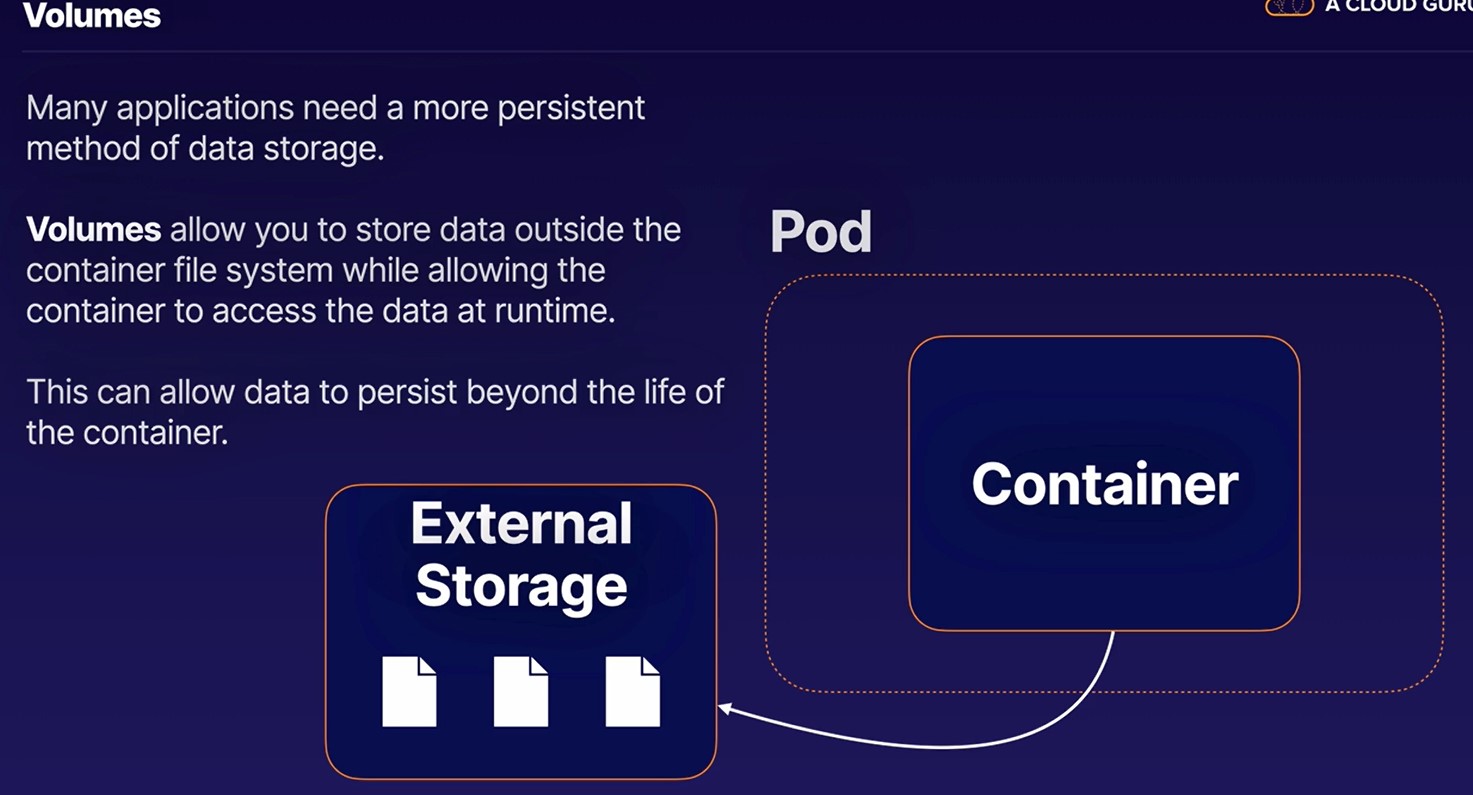 Volumes
A CLOUD GURU
Many applications need a more persistent
method of data storage.
Volumes allow you to store data outside the
container file system while allowing the
container to access the data at runtime.
This can allow data to persist beyond the life of
the container.
Pod
Container
External
Storage